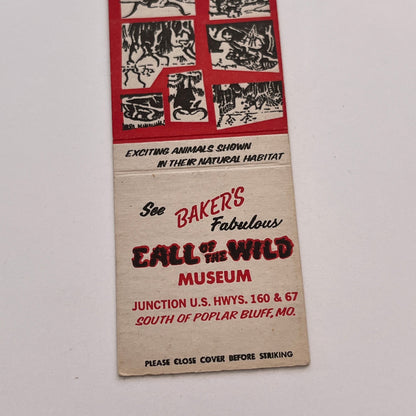 EXCITING ANIMALS SHOWN
IN THEIR NATURAL HABITAT
See BAKER'S
Fabulous
CALL OF THE WILD
MUSEUM
JUNCTION U.S. HWYS. 160 & 67
SOUTH OF POPLAR BLUFF, MO.
PLEASE CLOSE COVER BEFORE STRIKING